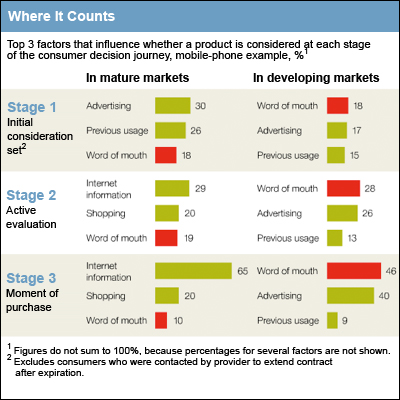 Where It Counts
Top 3 factors that influence whether a product is considered at each stage
of the consumer decision journey, mobile-phone example, %1
In mature markets
In developing markets
Stage 1
Initial
consideration
set2
Advertising 30
Previous usage 26
Word of mouth 18
Word of mouth 18
Advertising 17
Previous usage 15
Stage 2
Active
evaluation
Internet
information 29
Shopping 20
Word of mouth 19
Word of mouth 28
Advertising 26
Previous usage 13
Stage 3
Moment of
purchase
Internet
information 65
Shopping 20
Word of mouth 10
Word of mouth 46
Advertising 40
Previous usage 9
1 Figures do not sum to 100%, because percentages for several factors are not shown.
2 Excludes consumers who were contacted by provider to extend contract
after expiration.